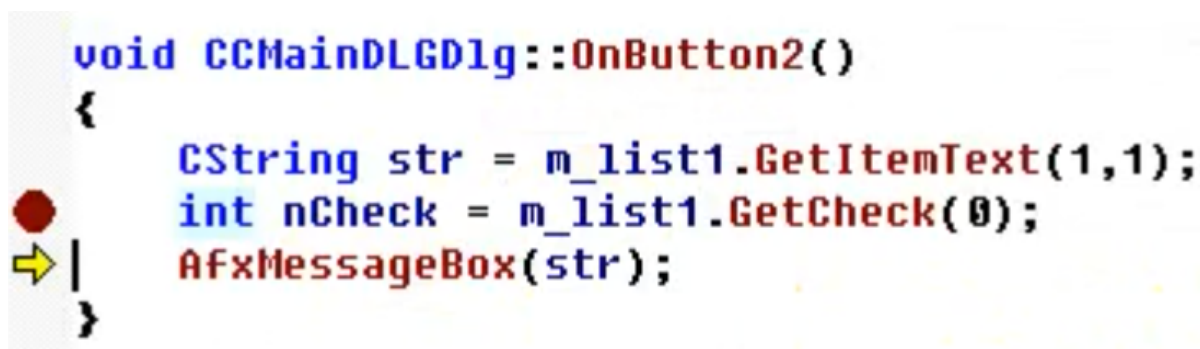 void CCMainDLGDlg::OnButton2()
{
CString str = m_list1.GetItemText(1,1);
int nCheck = m_list1.GetCheck(0);
AfxMessageBox(str);
}